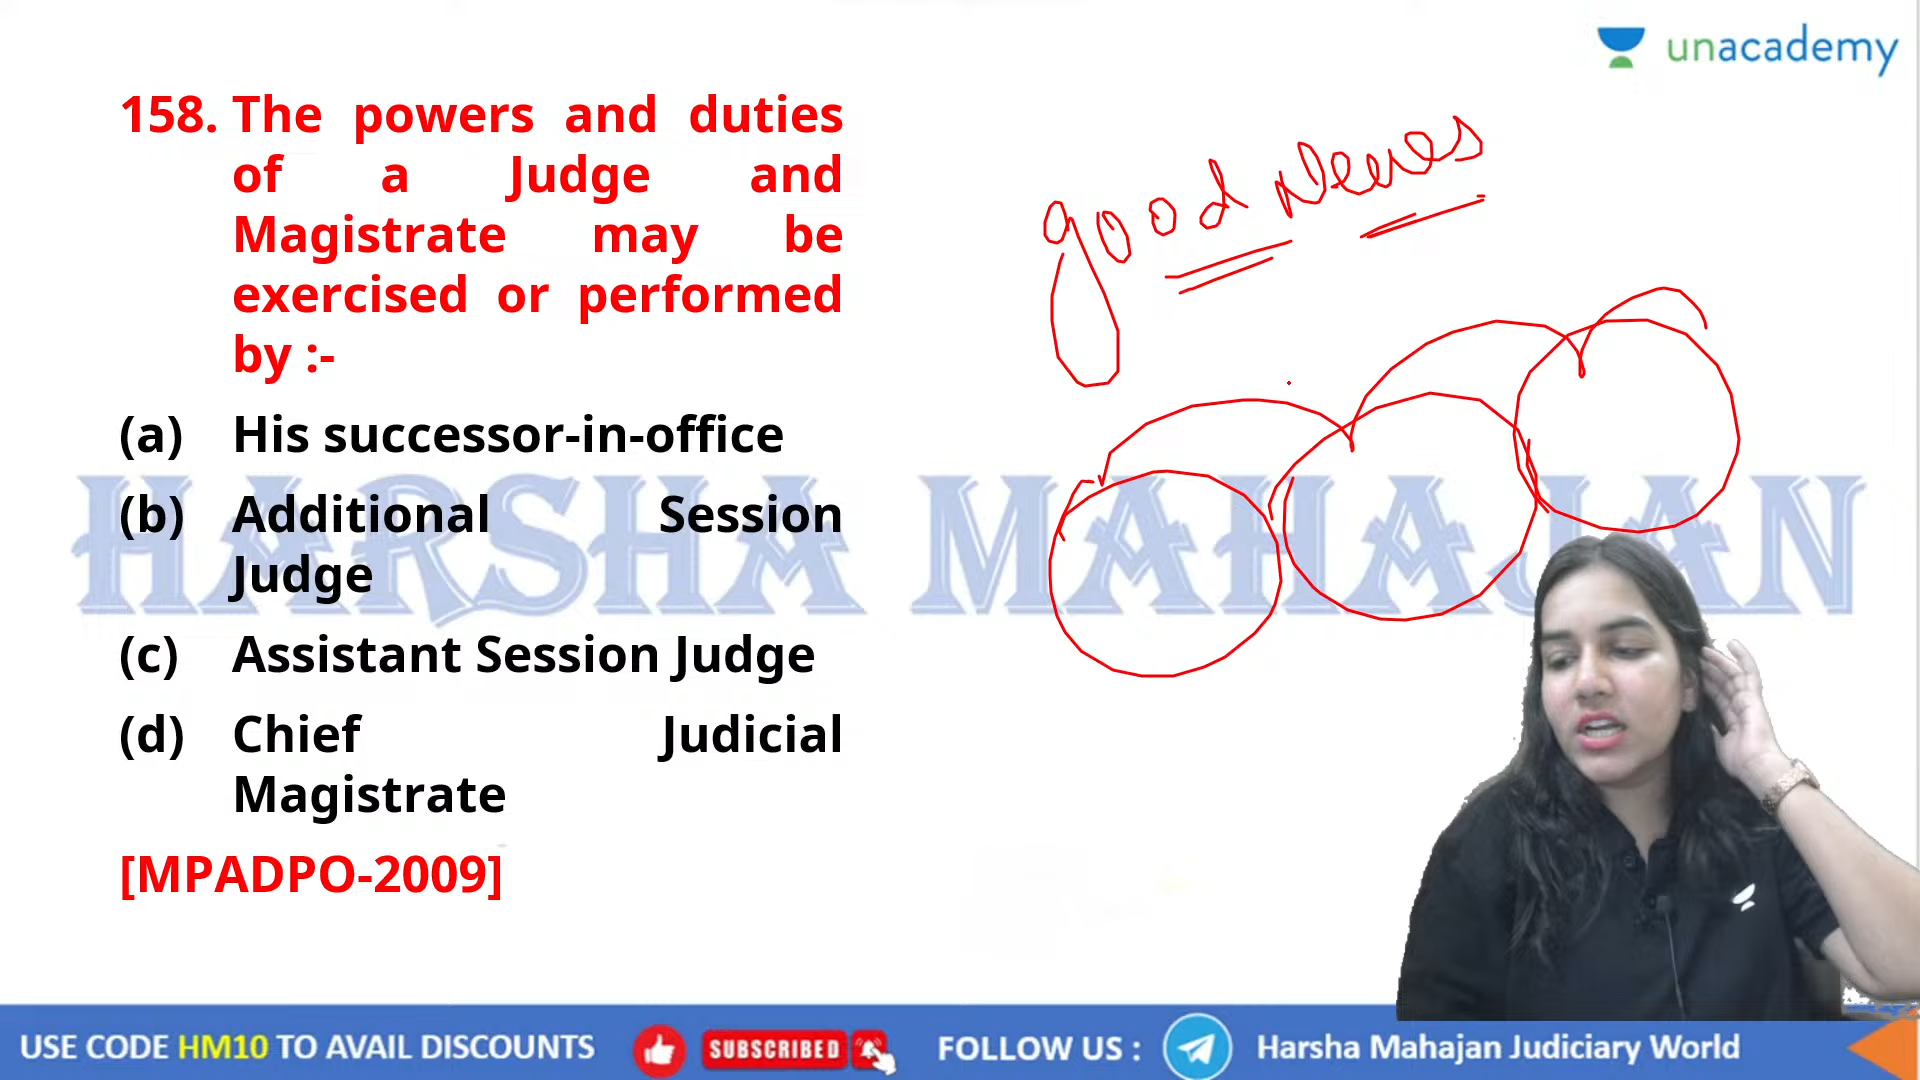 unacademy
158. The powers and duties
of a Judge and
Magistrate may be
exercised or performed
by :-
(a) His successor-in-office
(b) Additional Session
Judge
(c) Assistant Session Judge
(d) Chief Judicial
Magistrate
[MPADPO-2009]
good News
HARSHA MAHAJAN
USE CODE HM10 TO AVAIL DISCOUNTS
SUBSCRIBED
FOLLOW US :
Harsha Mahajan Judiciary World